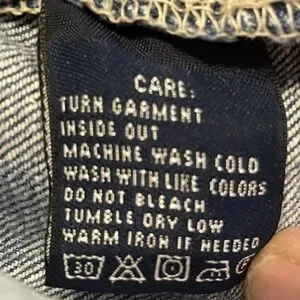 CARE:
TURN GARMENT
INSIDE OUT
MACHINE WASH COLD
WASH WITH LIKE COLORS
DO NOT BLEACH
TUMBLE DRY LOW
WARM IRON IF NEEDED
30